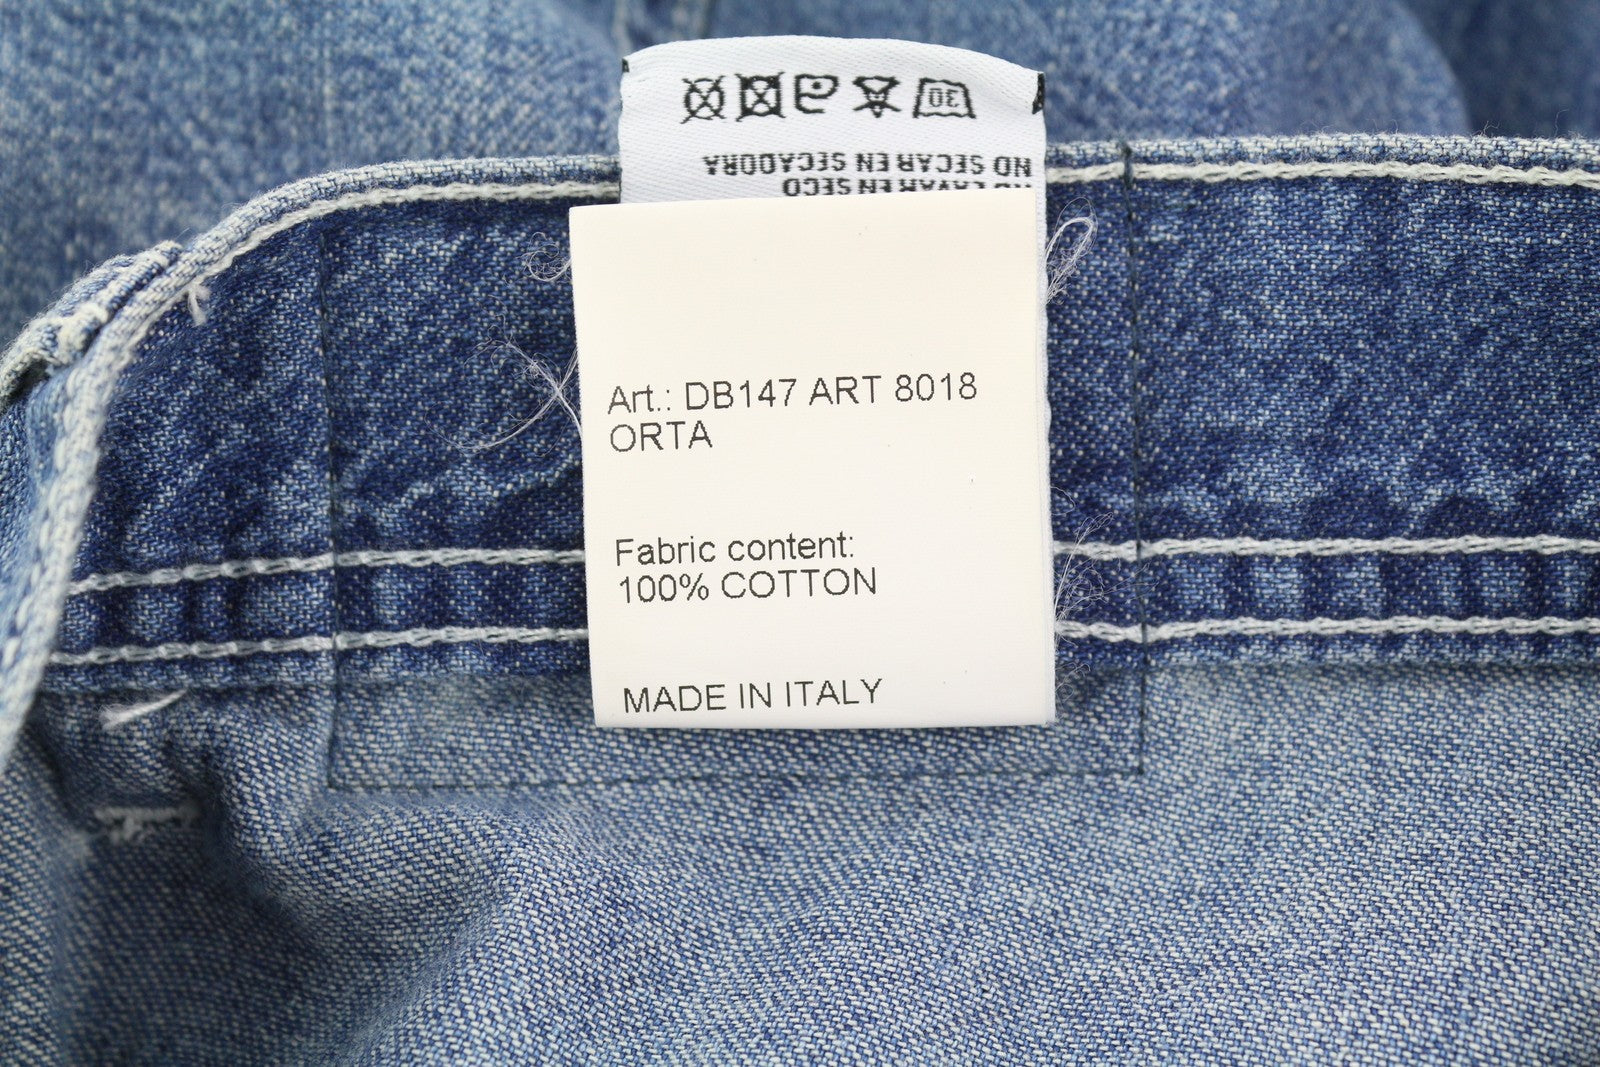 30
NO SECAR EN SECADORA
NO LAVAR EN SECO
Art.: DB147 ART 8018
ORTA
Fabric content:
100% COTTON
MADE IN ITALY